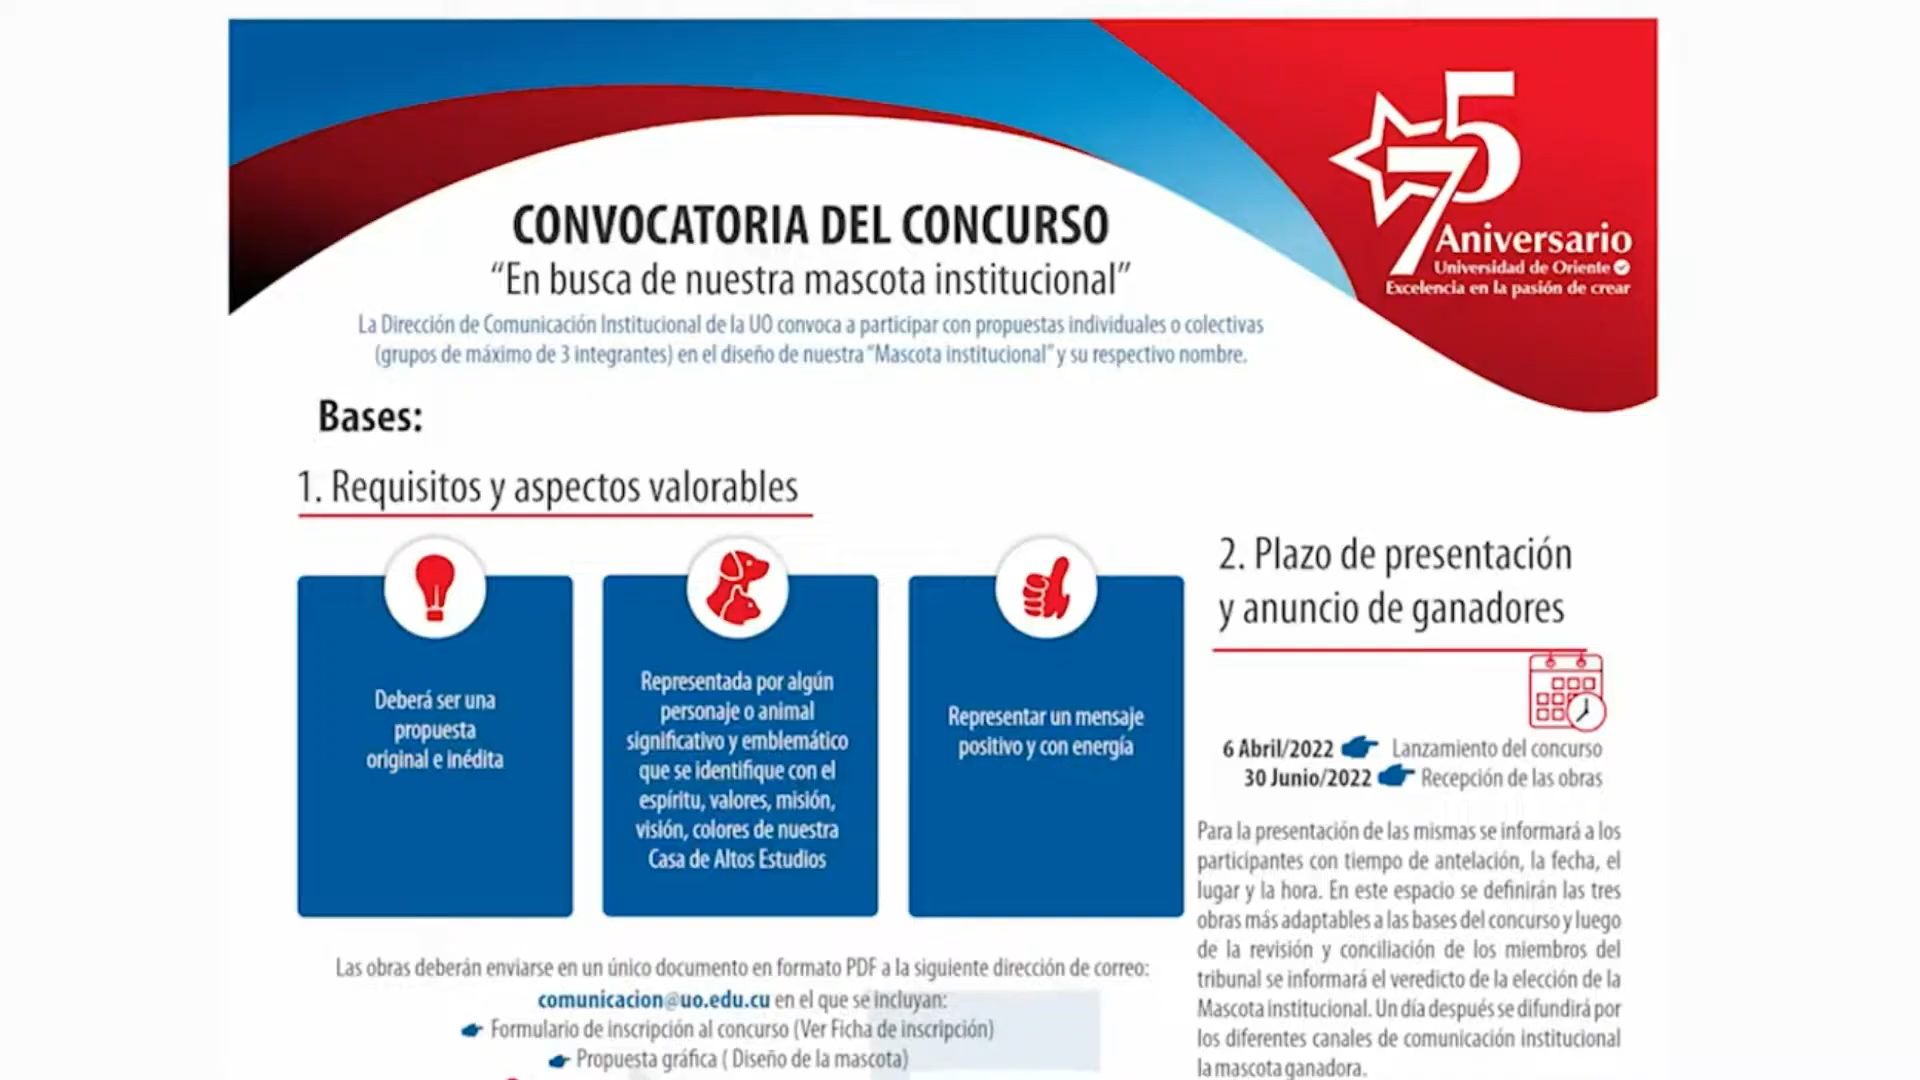 75
Aniversario
Universidad de Oriente
Excelencia en la pasión de crear
CONVOCATORIA DEL CONCURSO
“En busca de nuestra mascota institucional”
La Dirección de Comunicación Institucional de la UO convoca a participar con propuestas individuales o colectivas
(grupos de máximo de 3 integrantes) en el diseño de nuestra “Mascota institucional” y su respectivo nombre.
Bases:
1. Requisitos y aspectos valorables
Deberá ser una
propuesta
original e inédita
Representada por algún
personaje o animal
significativo y emblemático
que se identifique con el
espíritu, valores, misión,
visión, colores de nuestra
Casa de Altos Estudios
Representar un mensaje
positivo y con energía
Las obras deberán enviarse en un único documento en formato PDF a la siguiente dirección de correo:
comunicacion@uo.edu.cu en el que se incluyan:
Formulario de inscripción al concurso (Ver Ficha de inscripción)
Propuesta gráfica ( Diseño de la mascota)
2. Plazo de presentación
y anuncio de ganadores
6 Abril/2022 Lanzamiento del concurso
30 Junio/2022 Recepción de las obras
Para la presentación de las mismas se informará a los
participantes con tiempo de antelación, la fecha, el
lugar y la hora. En este espacio se definirán las tres
obras más adaptables a las bases del concurso y luego
de la revisión y conciliación de los miembros del
tribunal se informará el veredicto de la elección de la
Mascota institucional. Un día después se difundirá por
los diferentes canales de comunicación institucional
la mascota ganadora.